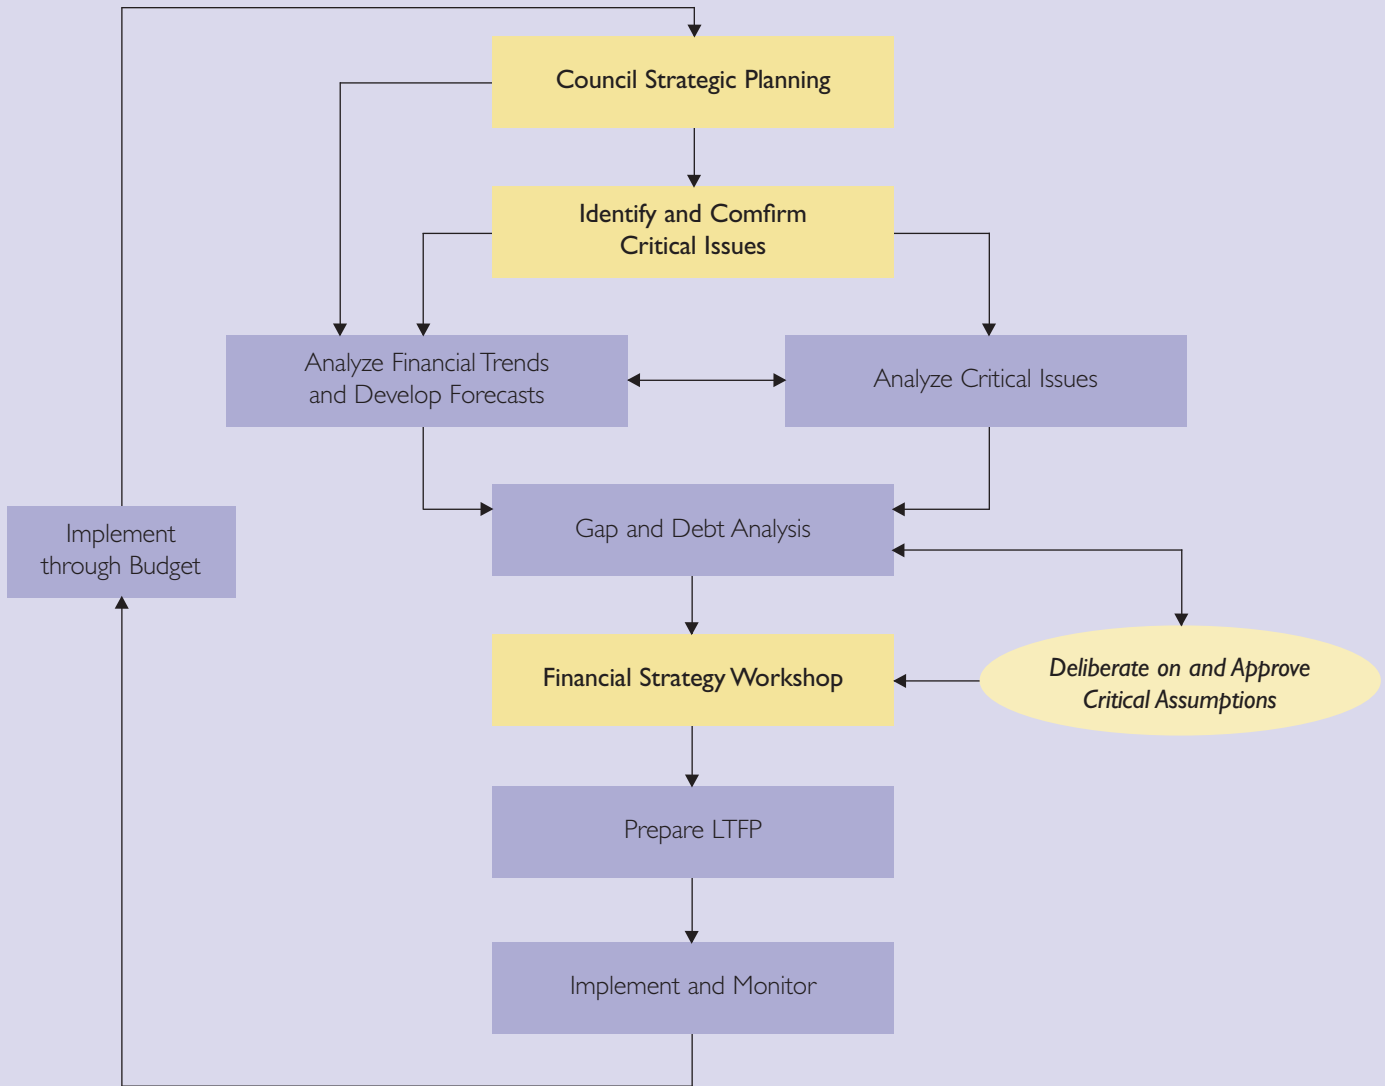 Council Strategic Planning
Identify and Comfirm
Critical Issues
Analyze Financial Trends
and Develop Forecasts
Analyze Critical Issues
Gap and Debt Analysis
Implement
through Budget
Financial Strategy Workshop
Deliberate on and Approve
Critical Assumptions
Prepare LTFP
Implement and Monitor